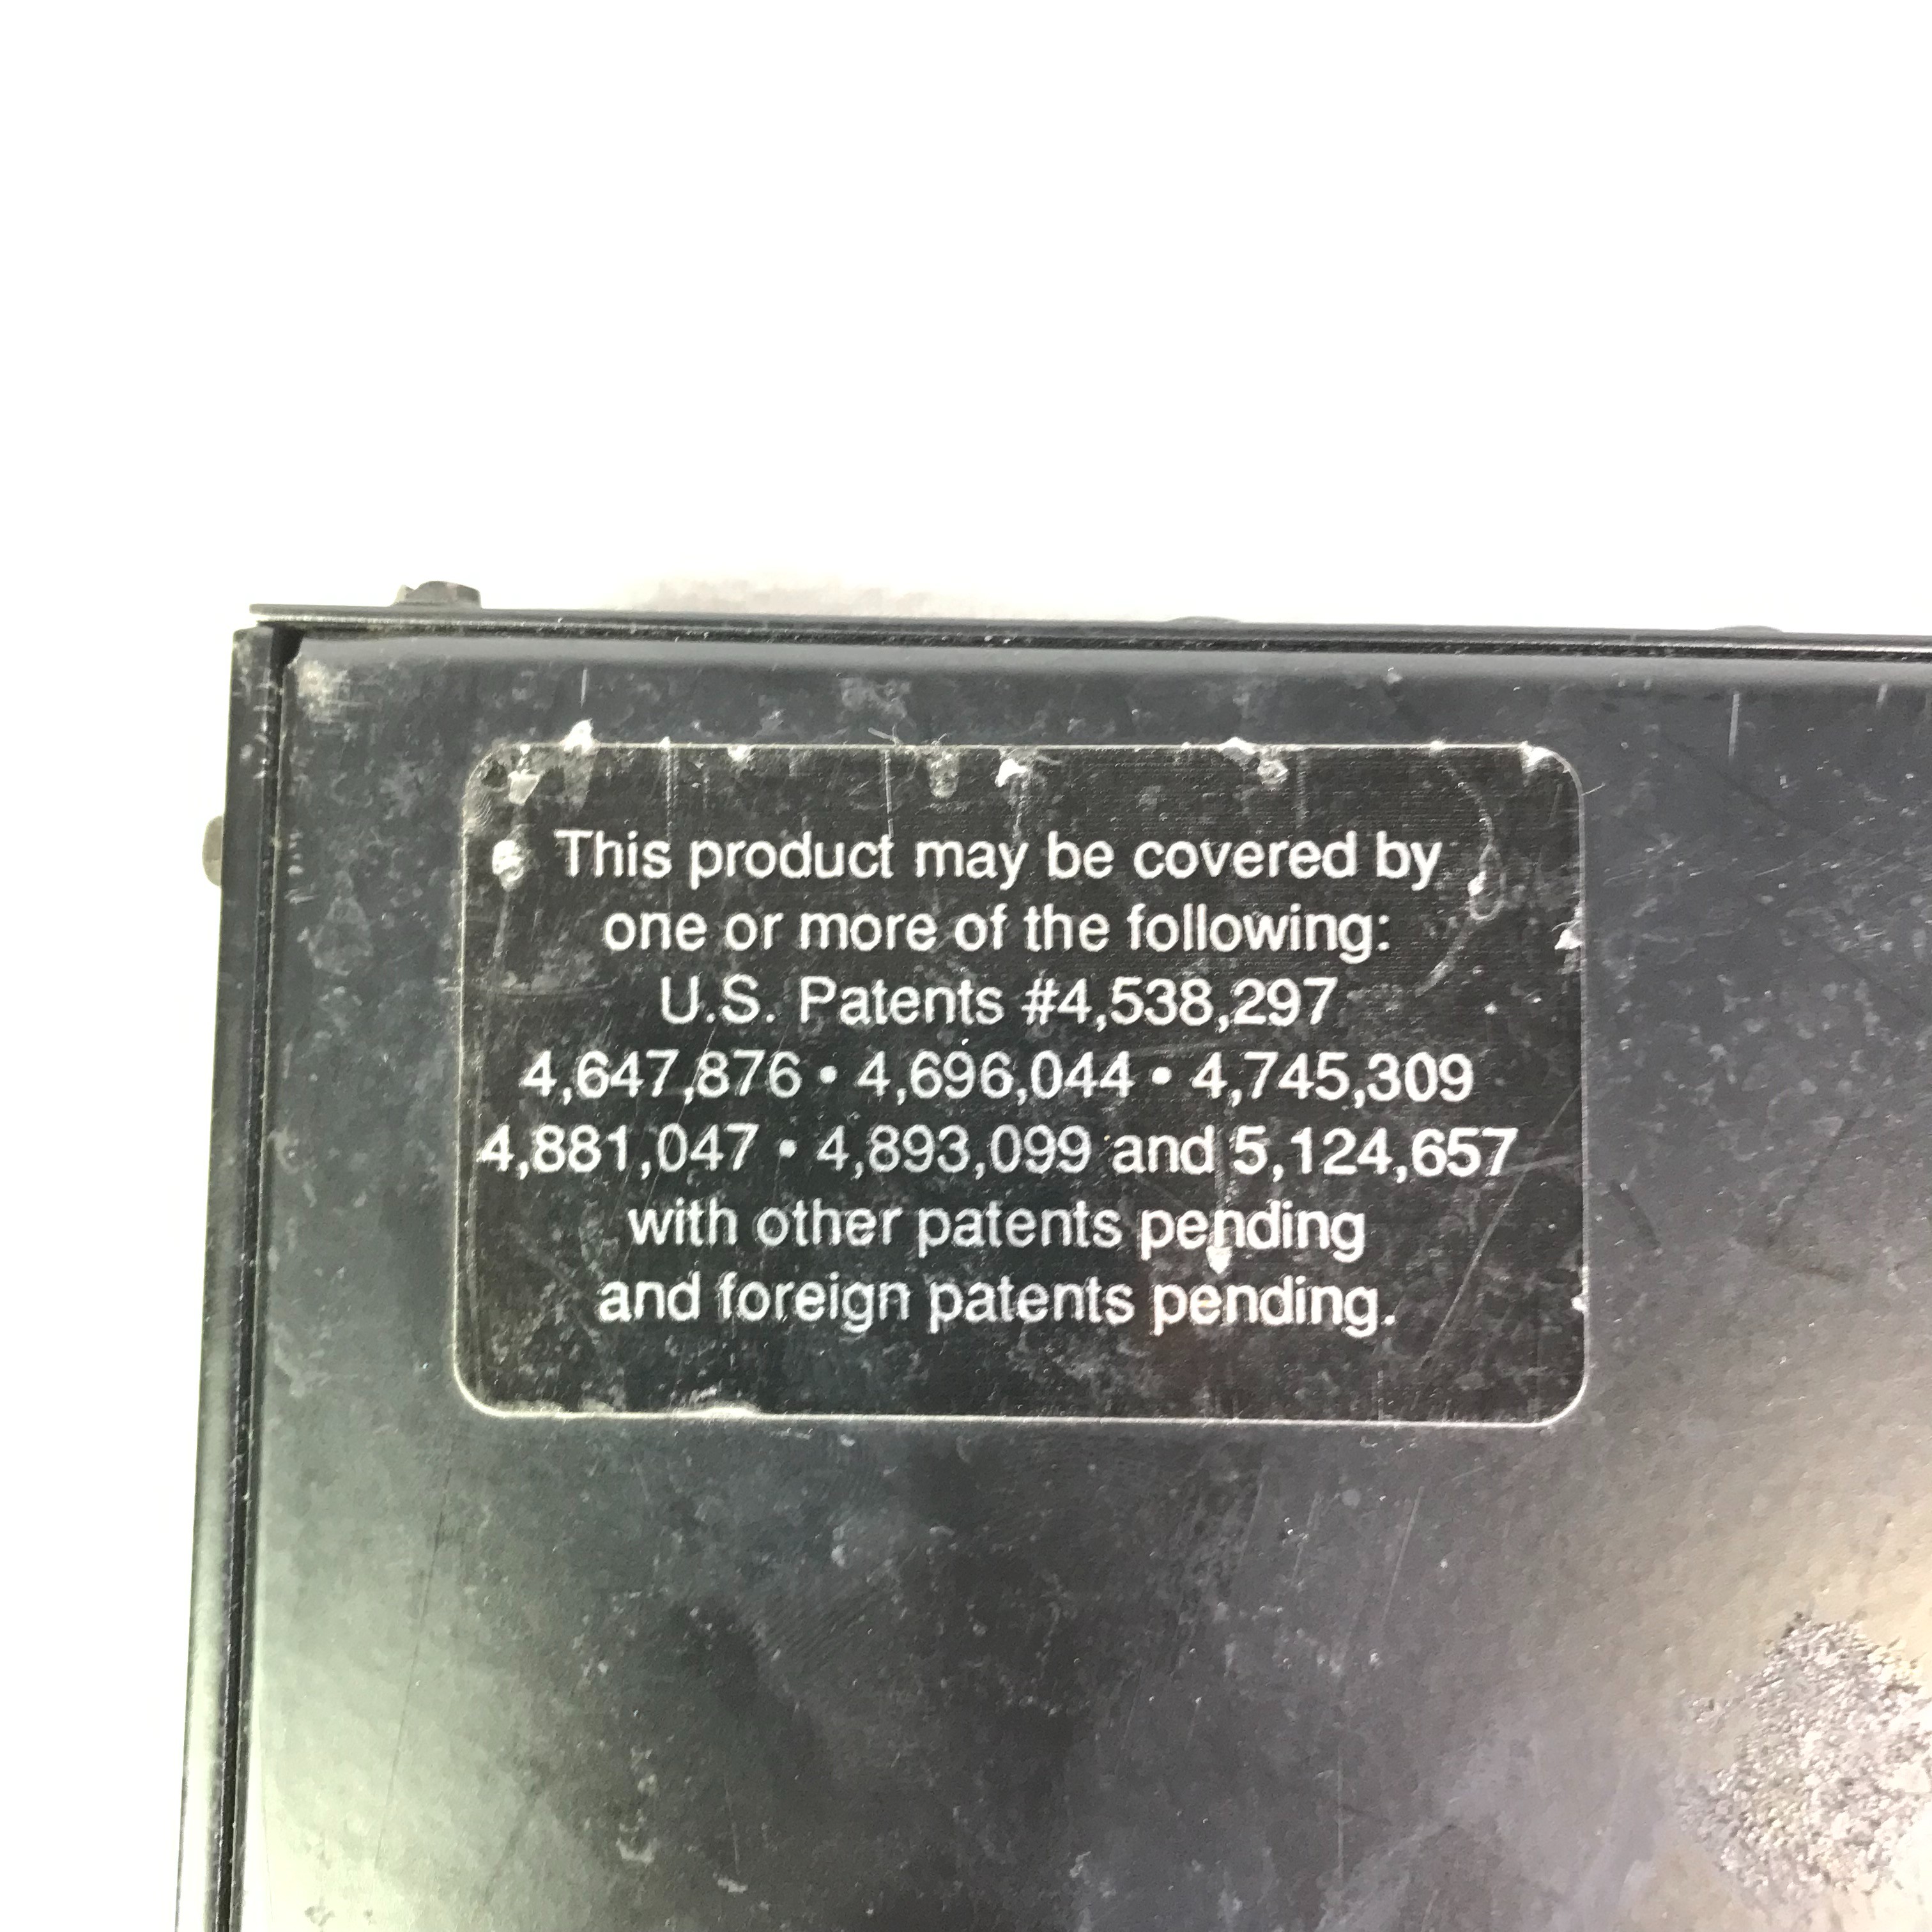 This product may be covered by
one or more of the following:
U.S. Patents #4,538,297
4,647,876 • 4,696,044 • 4,745,309
4,881,047 • 4,893,099 and 5,124,657
with other patents pending
and foreign patents pending.